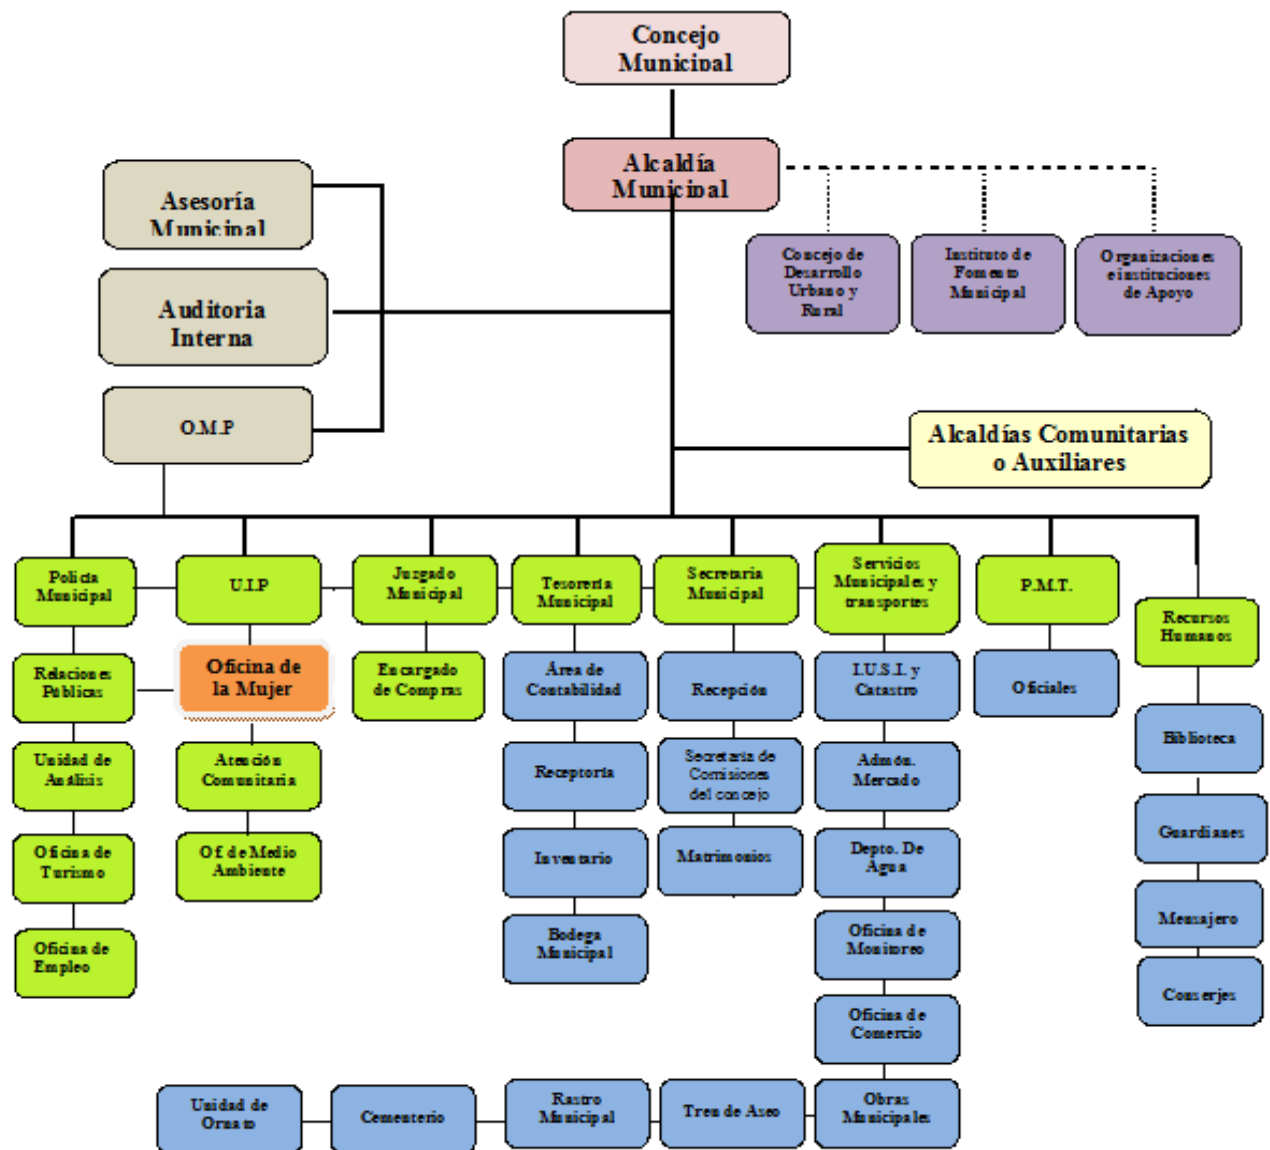 Concejo
Municipal
Alcaldía
Municipal
Asesoría
Municipal
Concejo de
Desarrollo
Urbano y
Rural
Instituto de
Fomento
Municipal
Organizaciones
e instituciones
de Apoyo
Auditoria
Interna
O.M.P
Alcaldías Comunitarias
o Auxiliares
Policía
Municipal
U.I.P
Juzgado
Municipal
Tesorería
Municipal
Secretaria
Municipal
Servicios
Municipales y
transportes
P.M.T.
Recursos
Humanos
Relaciones
Públicas
Oficina de
la Mujer
Encargado
de Compras
Área de
Contabilidad
Recepción
I.U.S.I. y
Catastro
Oficiales
Biblioteca
Unidad de
Análisis
Atención
Comunitaria
Receptoría
Secretaría de
Comisiones
del concejo
Admón.
Mercado
Guardianes
Oficina de
Turismo
Of. de Medio
Ambiente
Inventario
Matrimonios
Depto. De
Agua
Mensajero
Oficina de
Empleo
Bodega
Municipal
Oficina de
Monitoreo
Conserjes
Oficina de
Comercio
Unidad de
Ornato
Cementerio
Rastro
Municipal
Tren de Aseo
Obras
Municipales